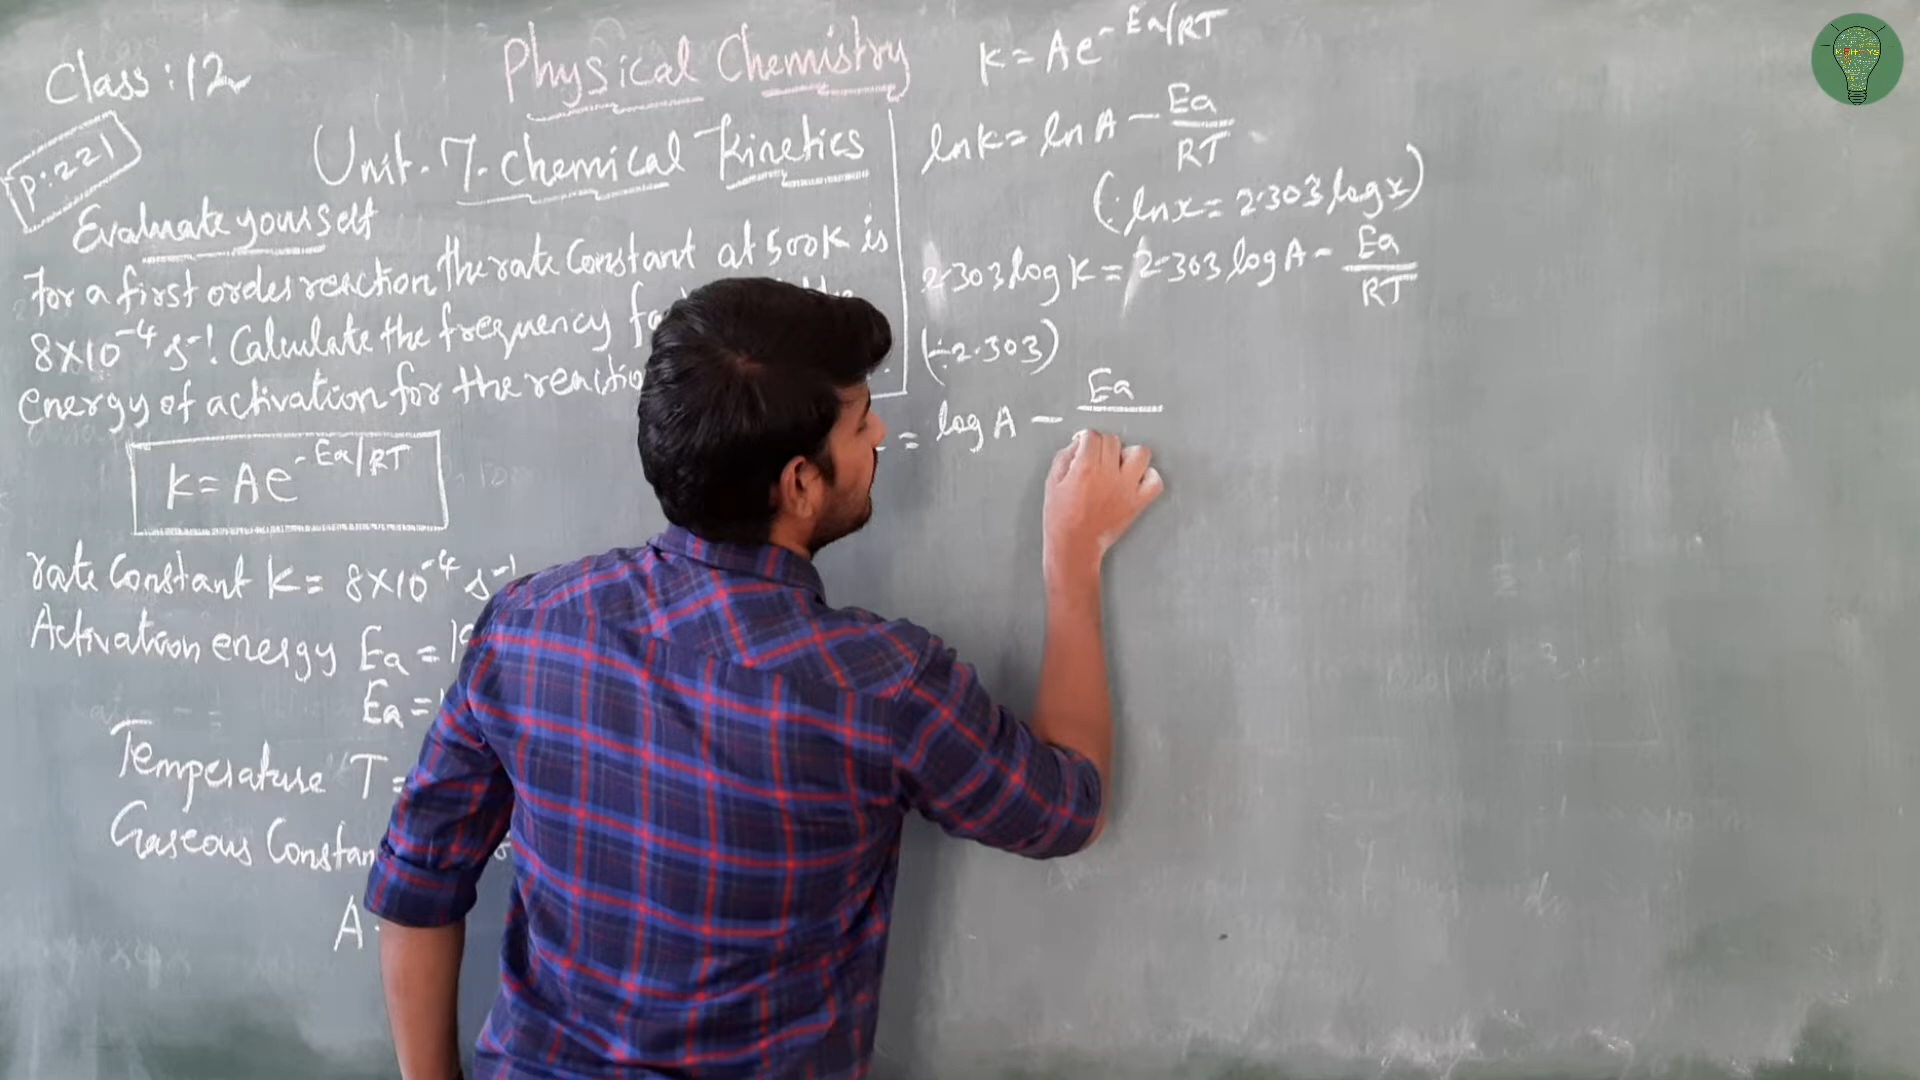 Class : 12
Physical Chemistry
P:221
Unit. 7. Chemical Kinetics
Evaluate yourself
For a first order reaction the rate Constant at 500K is
8×10⁻⁴ s⁻¹. Calculate the frequency
energy of activation for the
k = Ae^-Ea/RT
rate Constant k = 8×10⁻⁴ s⁻¹
Activation energy Ea =
Ea =
Temperature T =
Gaseous
A
k = Ae^-Ea/RT
ln k = ln A - Ea/RT
(∵ ln x = 2.303 log x)
2.303 log k = 2.303 log A - Ea/RT
(÷2.303)
= log A - Ea